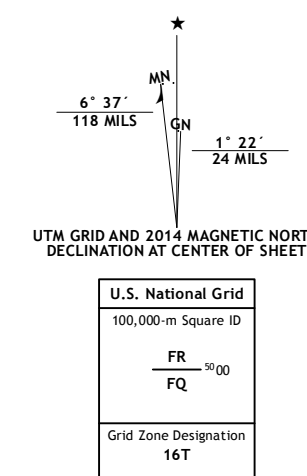 ★
MN
6° 37´
118 MILS
GN
1° 22´
24 MILS
UTM GRID AND 2014 MAGNETIC NORT
DECLINATION AT CENTER OF SHEET
U.S. National Grid
100,000-m Square ID
FR
5000
FQ
Grid Zone Designation
16T